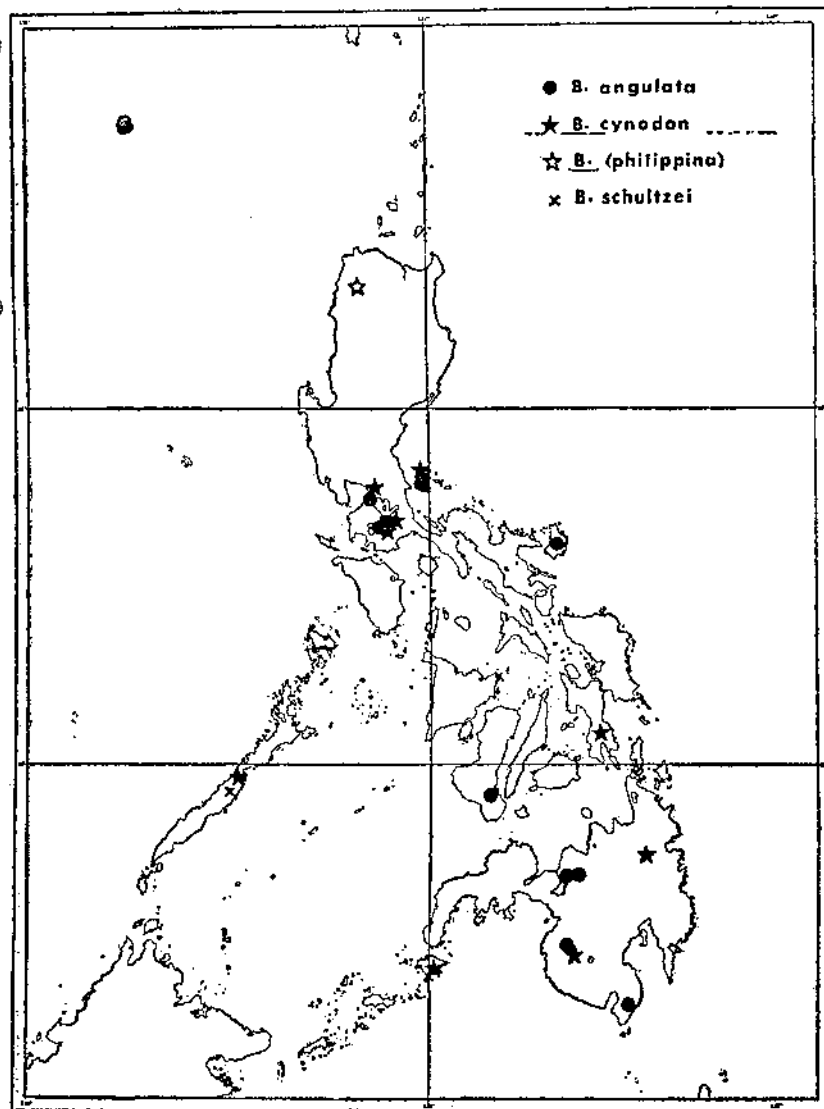 B. angulata
B. cynodon
B. (philippina)
B. schultzei